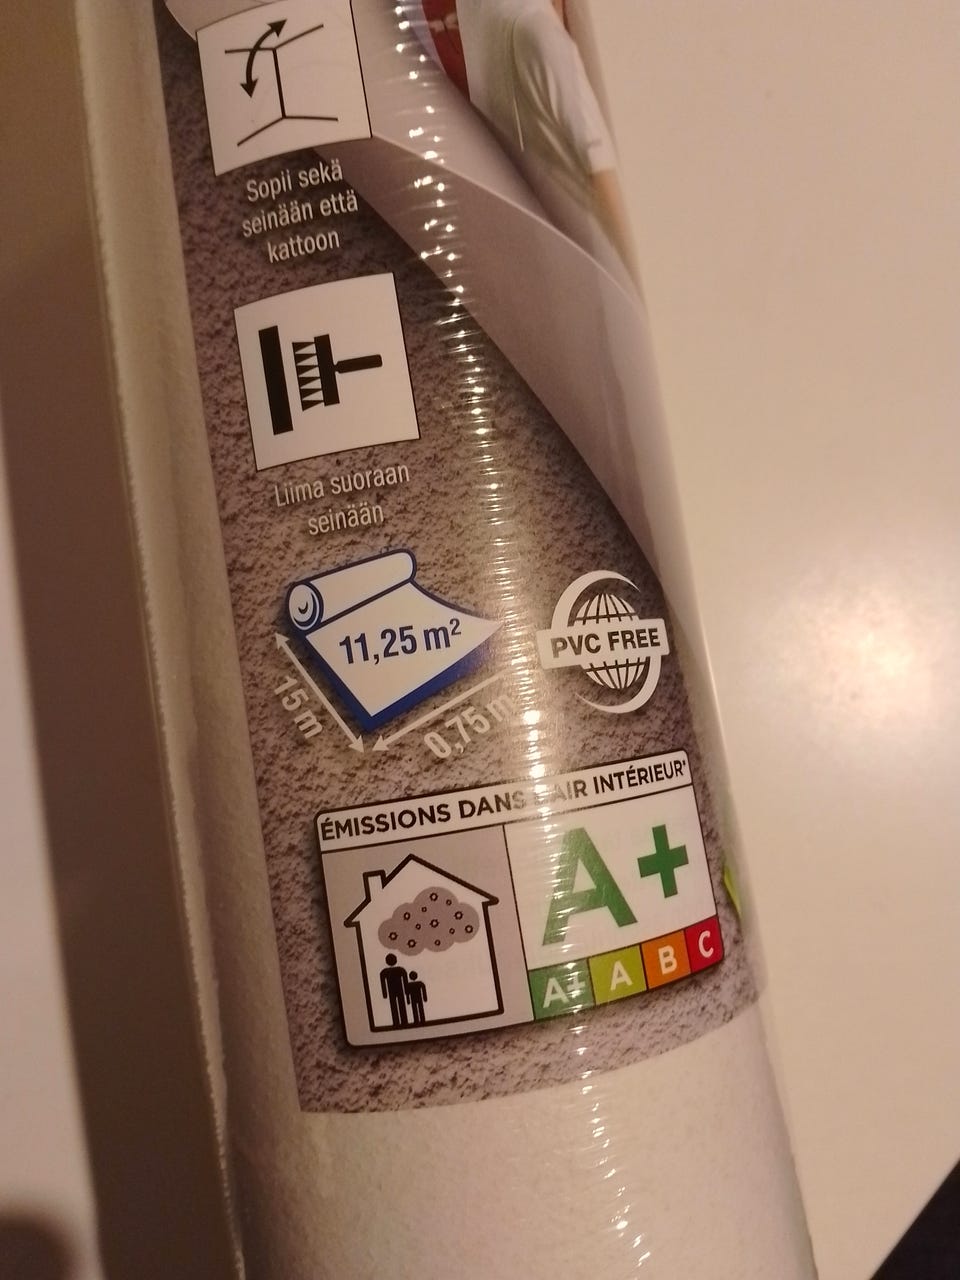 Sopii sekä
seinään että
kattoon
Liima suoraan
seinään
11,25 m²
15 m
0,75 m
PVC FREE
ÉMISSIONS DANS L'AIR INTÉRIEUR*
A+
A+ A B C